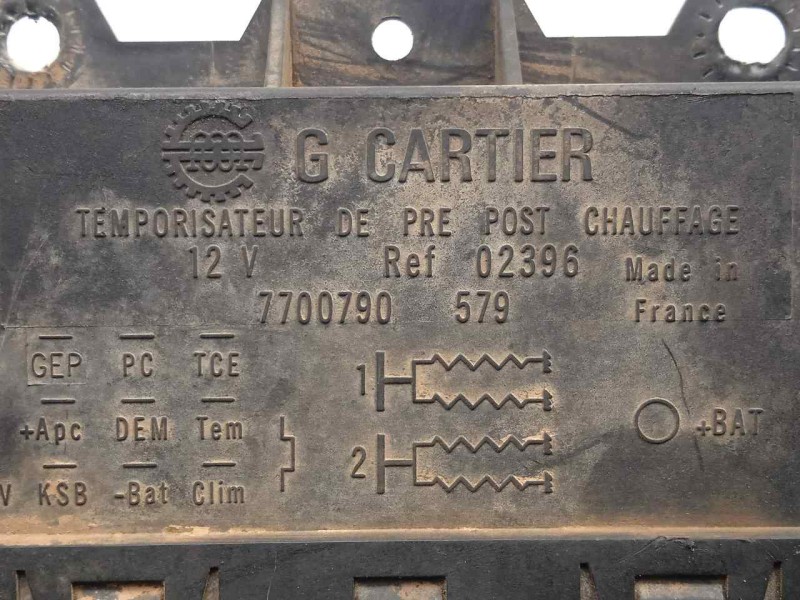 G CARTIER
TEMPORISATEUR DE PRE POST CHAUFFAGE
12 V Ref 02396 Made in
7700790 579 France
GEP PC TCE
1
+Apc DEM Tem
+BAT
2
V KSB -Bat Clim